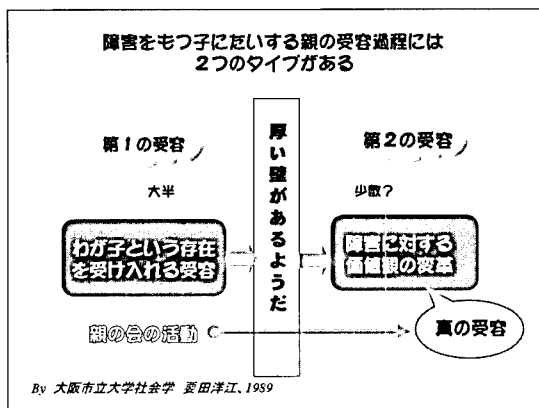 障害をもつ子にたいする親の受容過程には
2つのタイプがある
第1の受容
大半
わが子という存在
を受け入れる受容
厚い壁があるようだ
第2の受容
少数?
障害に対する
価値観の変革
親の会の活動
真の受容
By 大阪市立大学社会学 要田洋江、1989